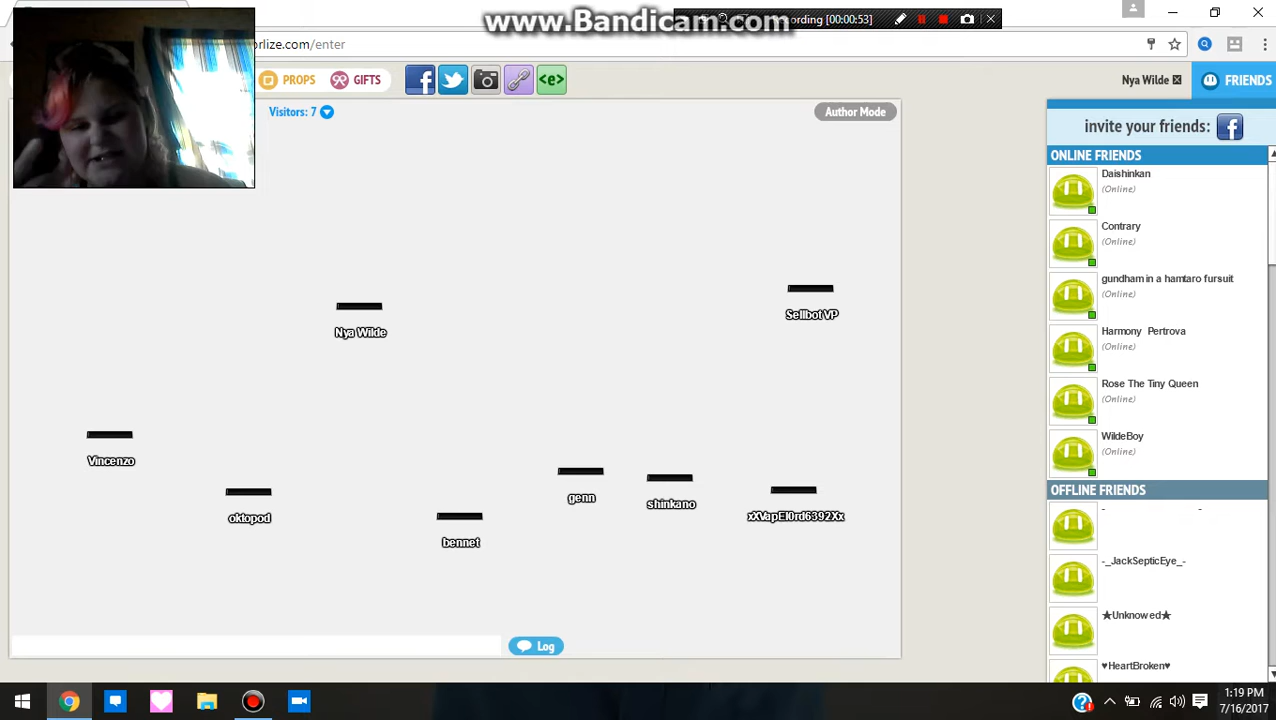 www.Bandicam.com
ording [00:00:53]
orlize.com/enter
PROPS
GIFTS
<e>
Nya Wilde
FRIENDS
Visitors: 7
Author Mode
invite your friends:
ONLINE FRIENDS
Daishinkan
(Online)
Contrary
(Online)
gundham in a hamtaro fursuit
(Online)
Harmony Pertrova
(Online)
Rose The Tiny Queen
(Online)
WildeBoy
(Online)
OFFLINE FRIENDS
- -
-_JackSepticEye_-
★Unknowed★
♥HeartBroken♥
Nya Wilde
Sellbot VP
Vincenzo
oktopod
bennet
genn
shinkano
Log
1:19 PM
7/16/2017